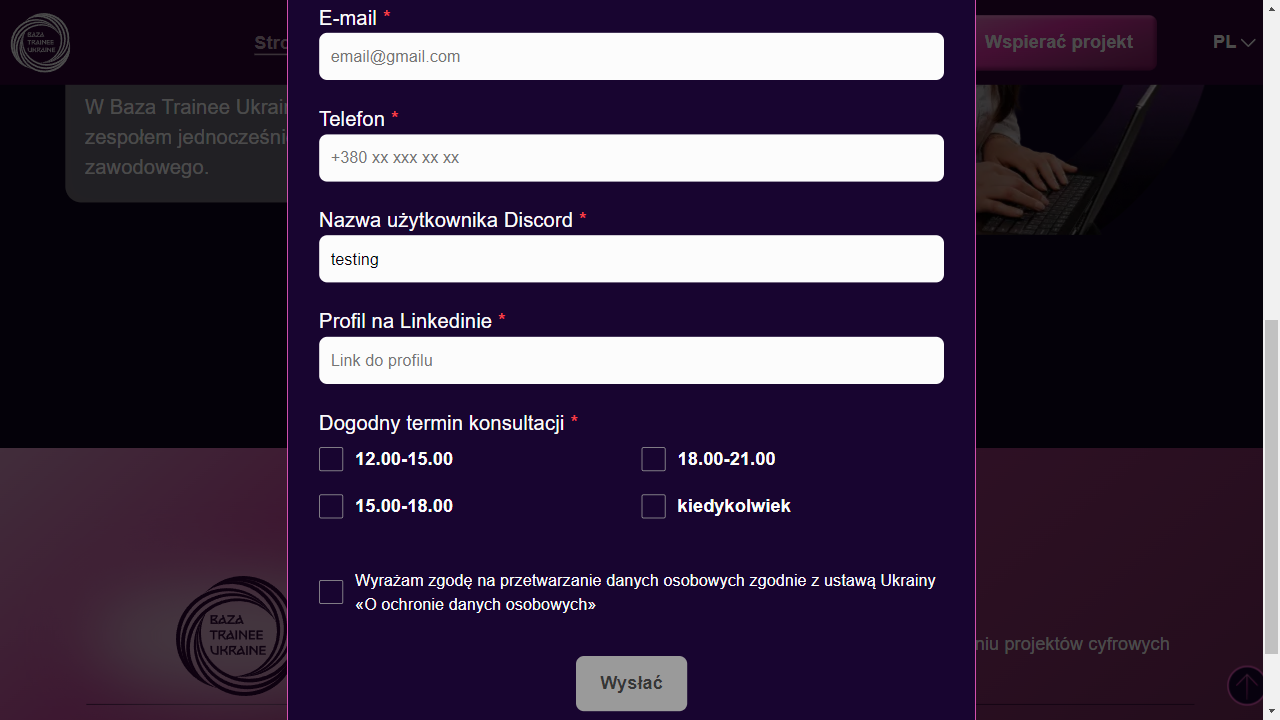 BAZA
TRAINEE
UKRAINE
Stro
Wspierać projekt
PL
W Baza Trainee Ukrain
zespołem jednocześni
zawodowego.
E-mail *
email@gmail.com
Telefon *
+380 xx xxx xx xx
Nazwa użytkownika Discord *
testing
Profil na Linkedinie *
Link do profilu
Dogodny termin konsultacji *
12.00-15.00
18.00-21.00
15.00-18.00
kiedykolwiek
Wyrażam zgodę na przetwarzanie danych osobowych zgodnie z ustawą Ukrainy
«O ochronie danych osobowych»
Wysłać
BAZA
TRAINEE
UKRAINE
niu projektów cyfrowych